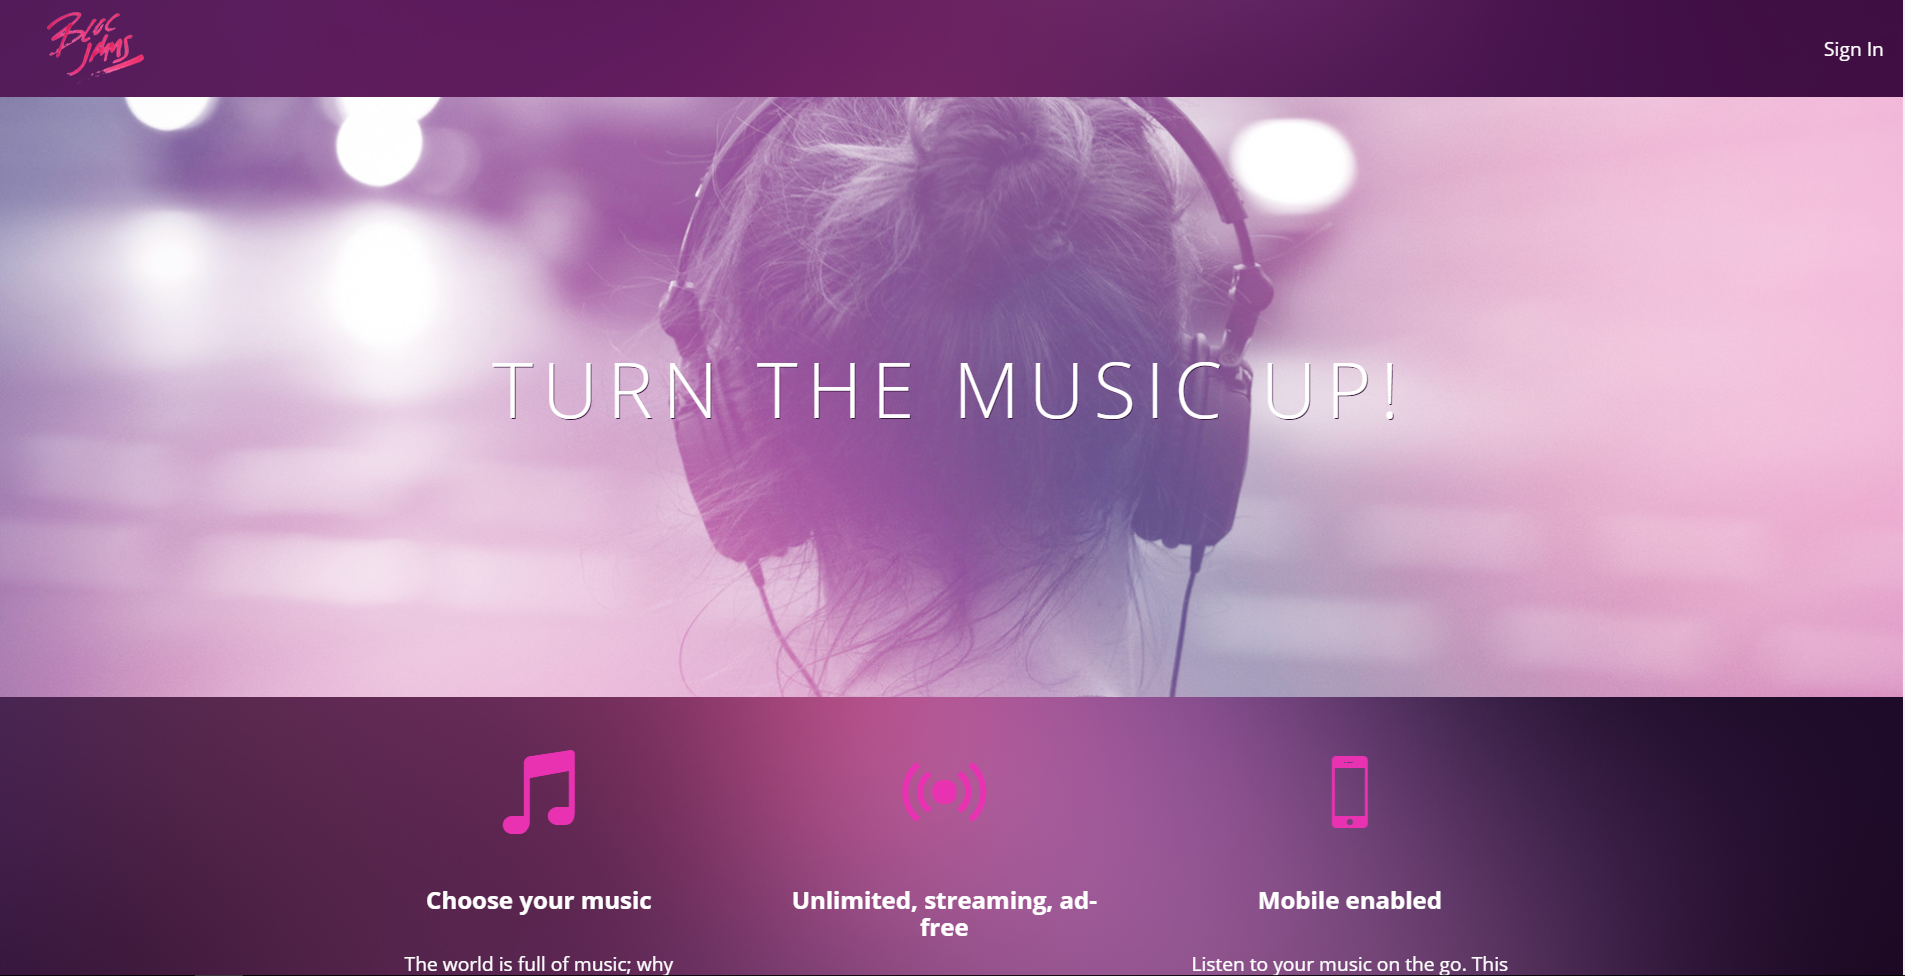 BLOC
JAMS
Sign In
TURN THE MUSIC UP!
Choose your music
Unlimited, streaming, ad-
free
Mobile enabled
The world is full of music; why
Listen to your music on the go. This